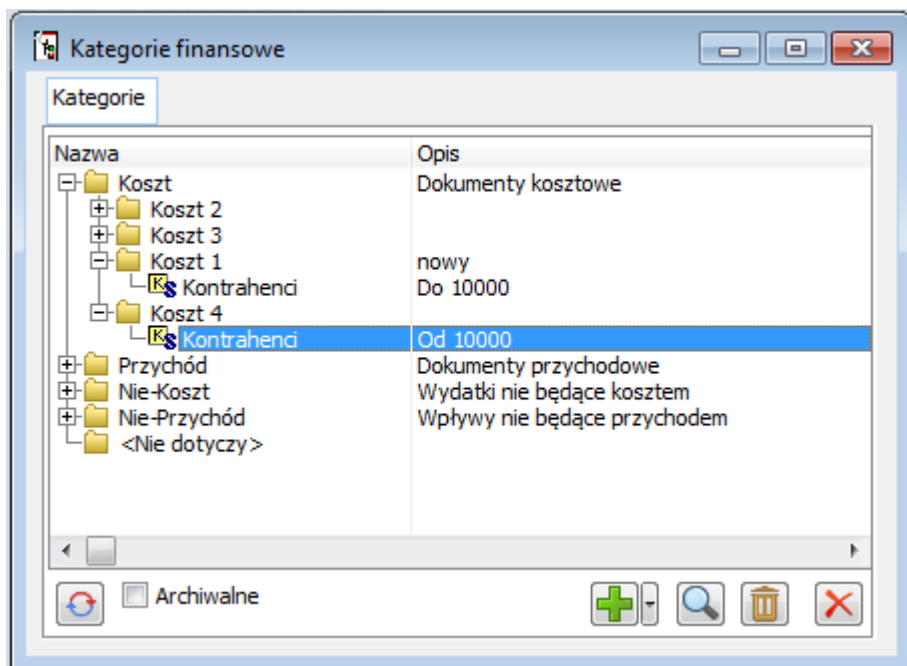 Kategorie finansowe
Kategorie
Nazwa Opis
Koszt Dokumenty kosztowe
Koszt 2
Koszt 3
Koszt 1 nowy
Kontrahenci Do 10000
Koszt 4
Kontrahenci Od 10000
Przychód Dokumenty przychodowe
Nie-Koszt Wydatki nie będące kosztem
Nie-Przychód Wpływy nie będące przychodem
<Nie dotyczy>
Archiwalne